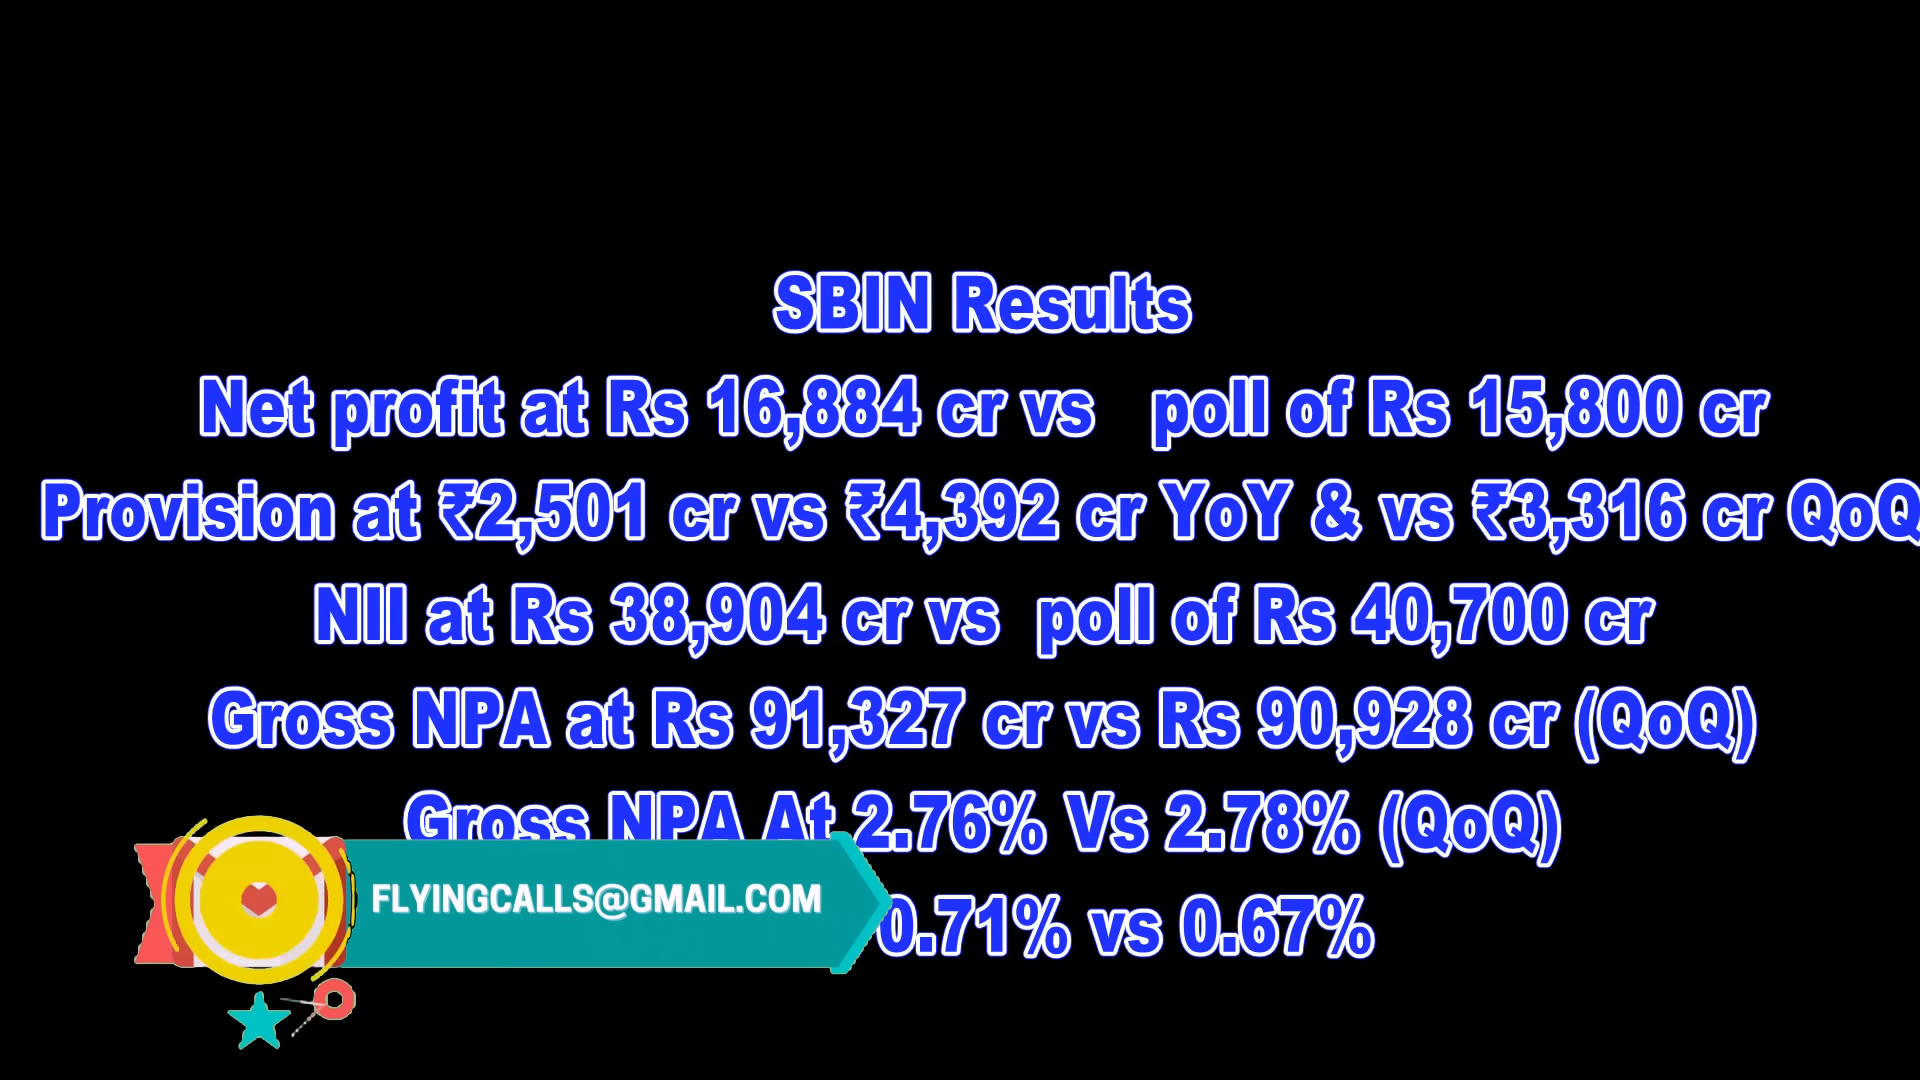 SBIN Results
Net profit at Rs 16,884 cr vs poll of Rs 15,800 cr
Provision at ₹2,501 cr vs ₹4,392 cr YoY & vs ₹3,316 cr QoQ
NII at Rs 38,904 cr vs poll of Rs 40,700 cr
Gross NPA at Rs 91,327 cr vs Rs 90,928 cr (QoQ)
Gross NPA At 2.76% Vs 2.78% (QoQ)
FLYINGCALLS@GMAIL.COM
0.71% vs 0.67%